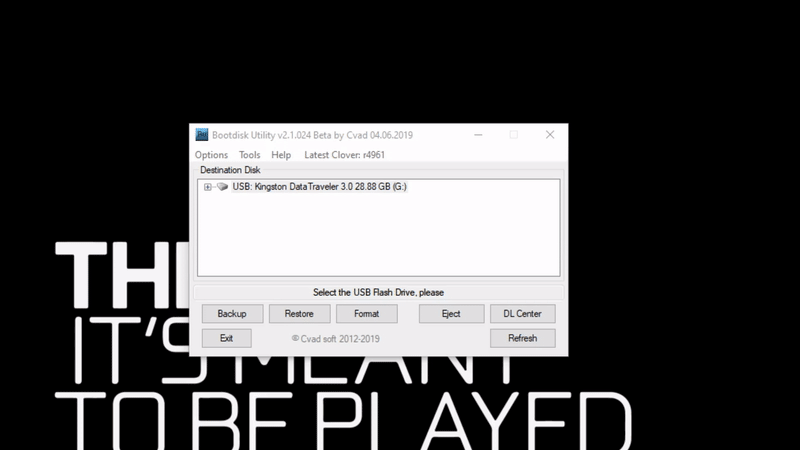 Bootdisk Utility v2.1.024 Beta by Cvad 04.06.2019
Options Tools Help Latest Clover: r4961
Destination Disk
USB: Kingston DataTraveler 3.0 28.88 GB (G:)
Select the USB Flash Drive, please
Backup Restore Format Eject DL Center
Exit © Cvad soft 2012-2019 Refresh
IT'S MEANT
TO BE PLAYED